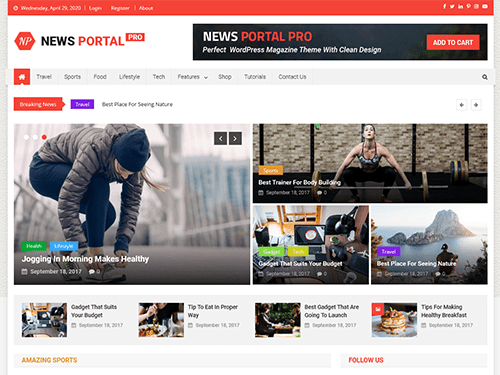 Wednesday, April 29, 2020 Login Register About
NP NEWS PORTAL PRO
NEWS PORTAL PRO
Perfect WordPress Magazine Theme With Clean Design
ADD TO CART
Travel Sports Food Lifestyle Tech Features Shop Tutorials Contact Us
Breaking News Travel Best Place For Seeing Nature
Health Lifestyle
Jogging In Morning Makes Healthy
September 18, 2017 0
Sports
Best Trainer For Body Building
September 18, 2017 0
Gadget Tech
Gadget That Suits Your Budget
September 18, 2017 0
Travel
Best Place For Seeing Nature
September 18, 2017 0
Gadget That Suits
Your Budget
September 18, 2017
Tip To Eat In Proper
Way
September 18, 2017
Best Gadget That Are
Going To Launch
September 18, 2017
Tips For Making
Healthy Breakfast
September 18, 2017
AMAZING SPORTS
FOLLOW US